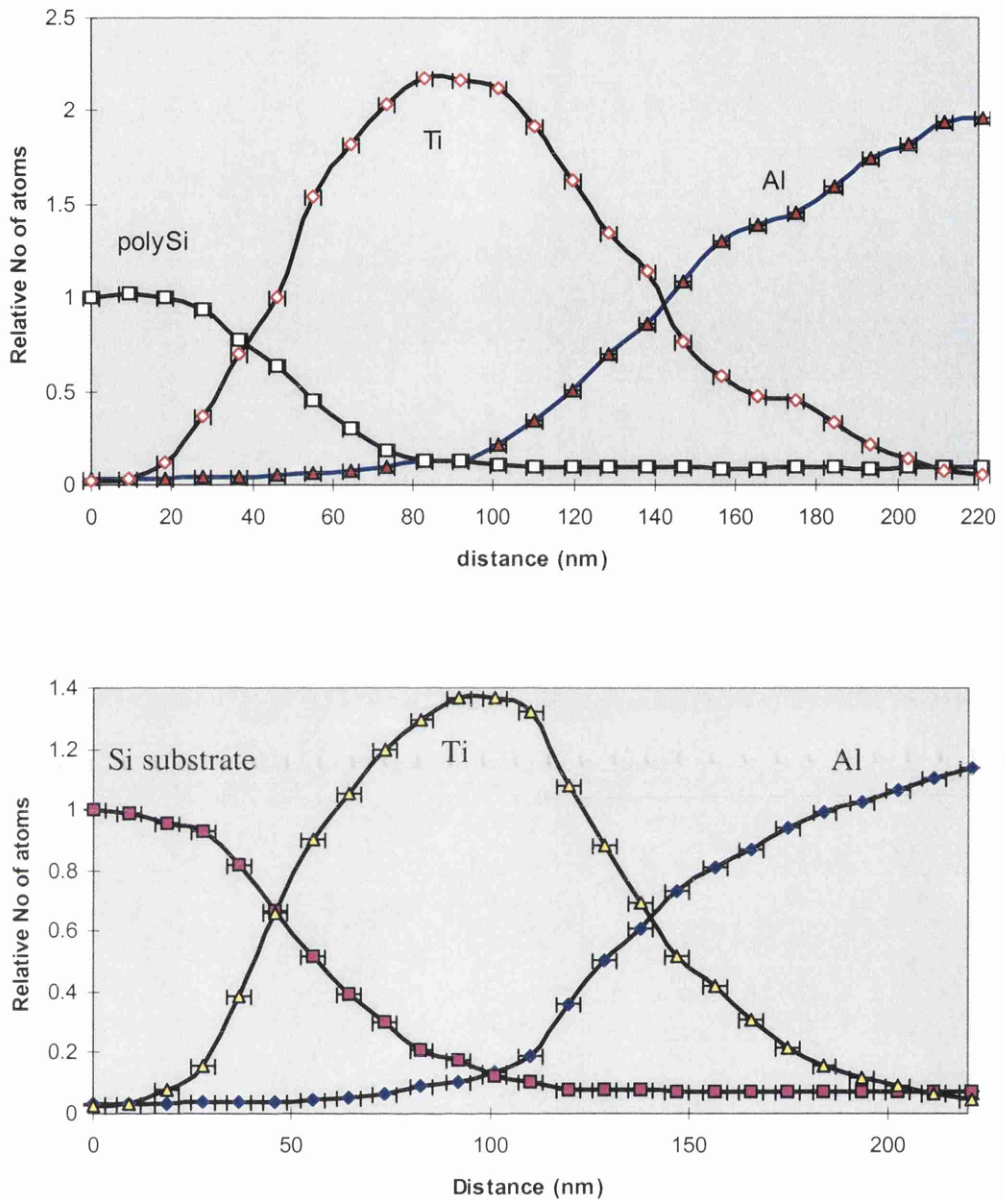 2.5
2
1.5
1
0.5
0
Relative No of atoms
polySi
Ti
Al
0 20 40 60 80 100 120 140 160 180 200 220
distance (nm)
1.4
1.2
1
0.8
0.6
0.4
0.2
0
Relative No of atoms
Si substrate
Ti
Al
0 50 100 150 200
Distance (nm)